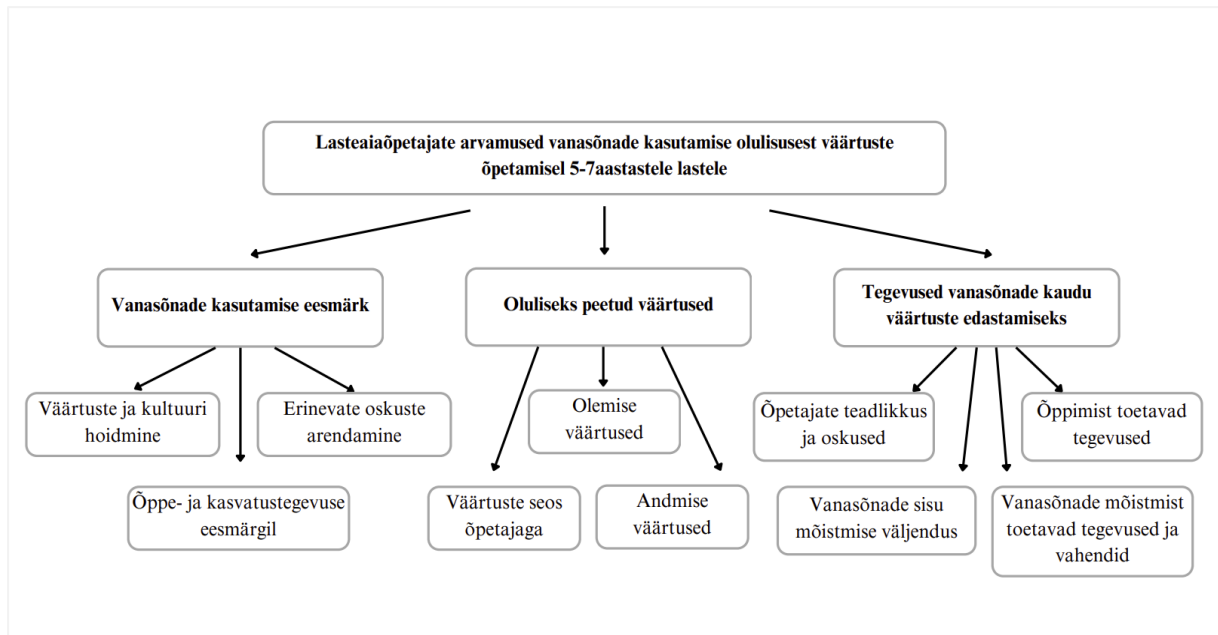 Lasteaiaõpetajate arvamused vanasõnade kasutamise olulisusest väärtuste
õpetamisel 5-7aastastele lastele
Vanasõnade kasutamise eesmärk
Oluliseks peetud väärtused
Tegevused vanasõnade kaudu
väärtuste edastamiseks
Väärtuste ja kultuuri
hoidmine
Erinevate oskuste
arendamine
Õppe- ja kasvatustegevuse
eesmärgil
Olemise
väärtused
Väärtuste seos
õpetajaga
Andmise
väärtused
Õpetajate teadlikkus
ja oskused
Õppimist toetavad
tegevused
Vanasõnade sisu
mõistmise väljendus
Vanasõnade mõistmist
toetavad tegevused ja
vahendid